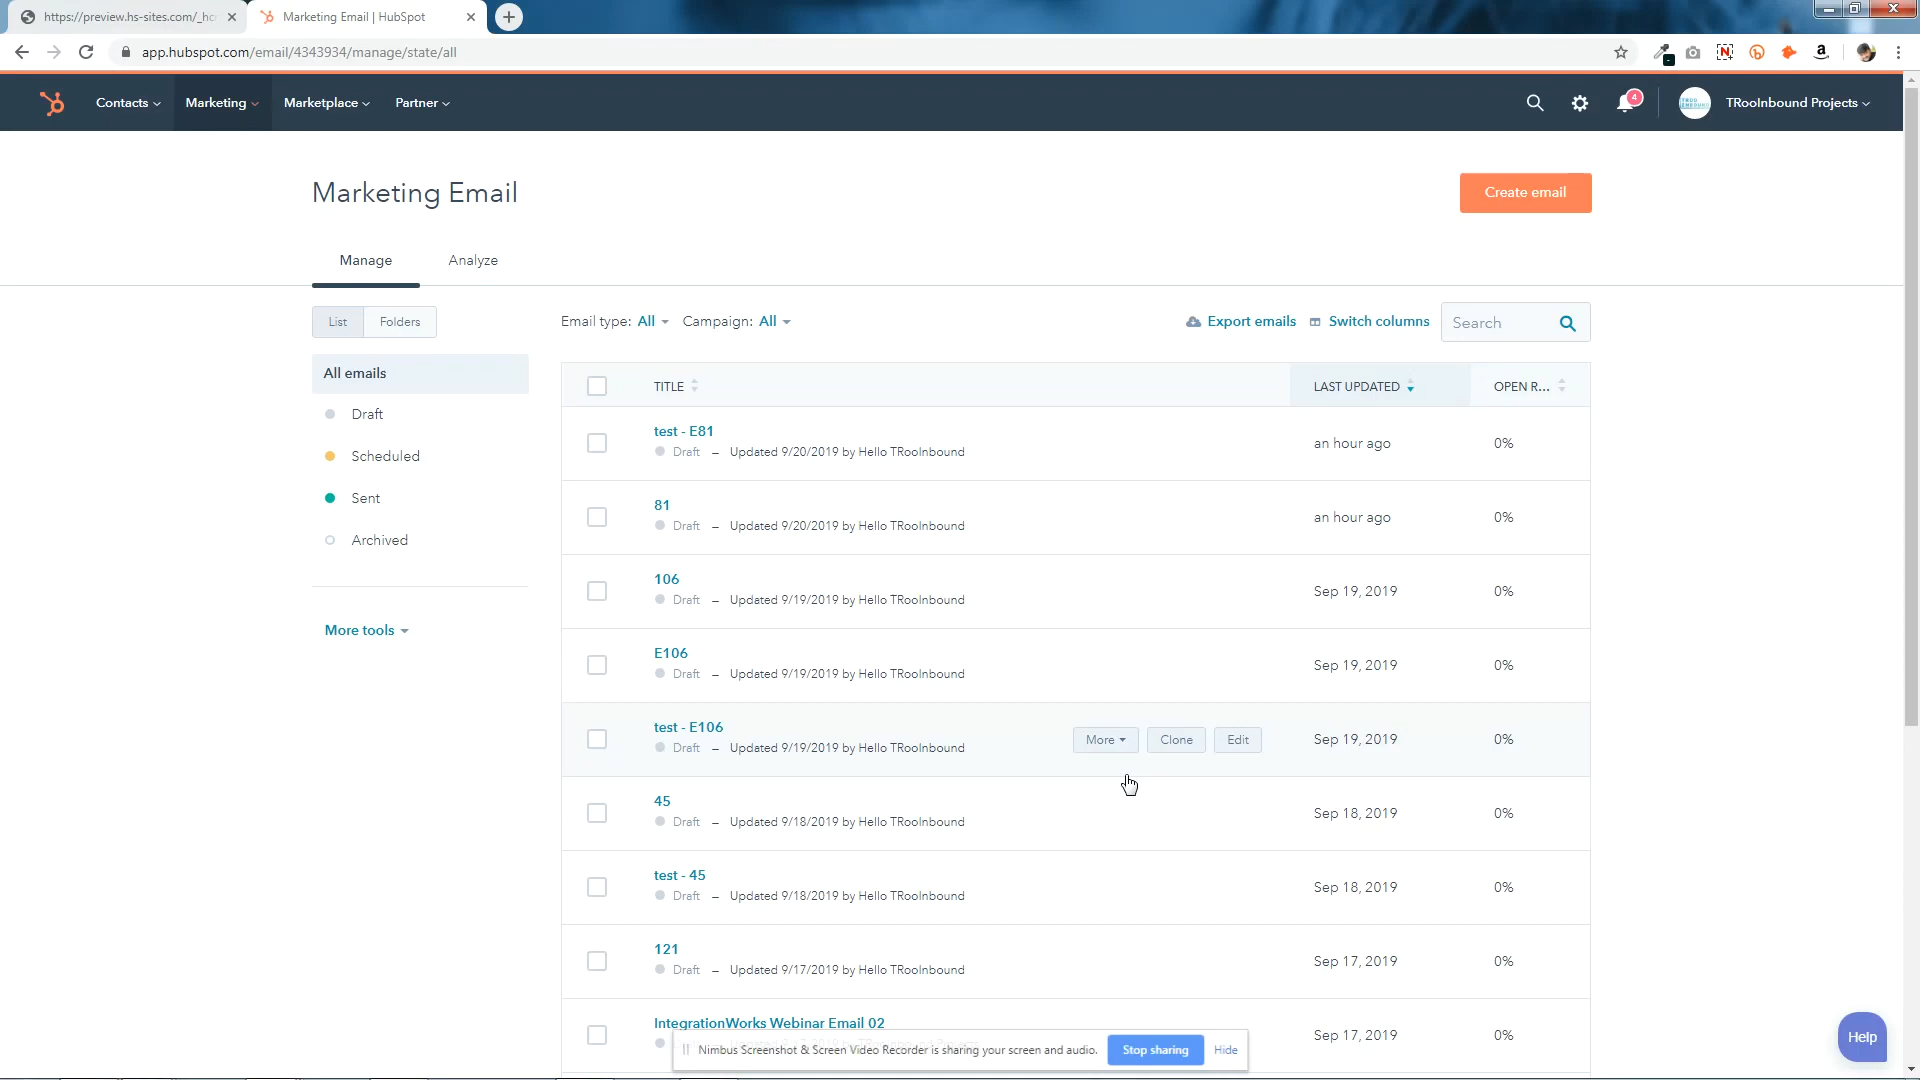 https://preview.hs-sites.com/_hc
Marketing Email | HubSpot
app.hubspot.com/email/4343934/manage/state/all
Contacts
Marketing
Marketplace
Partner
4
TRooInbound Projects
Marketing Email
Create email
Manage
Analyze
List
Folders
Email type: All
Campaign: All
Export emails
Switch columns
Search
All emails
Draft
Scheduled
Sent
Archived
More tools
TITLE
LAST UPDATED
OPEN R...
test - E81
Draft – Updated 9/20/2019 by Hello TRooInbound
an hour ago
0%
81
Draft – Updated 9/20/2019 by Hello TRooInbound
an hour ago
0%
106
Draft – Updated 9/19/2019 by Hello TRooInbound
Sep 19, 2019
0%
E106
Draft – Updated 9/19/2019 by Hello TRooInbound
Sep 19, 2019
0%
test - E106
Draft – Updated 9/19/2019 by Hello TRooInbound
More
Clone
Edit
Sep 19, 2019
0%
45
Draft – Updated 9/18/2019 by Hello TRooInbound
Sep 18, 2019
0%
test - 45
Draft – Updated 9/18/2019 by Hello TRooInbound
Sep 18, 2019
0%
121
Draft – Updated 9/17/2019 by Hello TRooInbound
Sep 17, 2019
0%
IntegrationWorks Webinar Email 02
Sep 17, 2019
0%
Nimbus Screenshot & Screen Video Recorder is sharing your screen and audio.
Stop sharing
Hide
Help